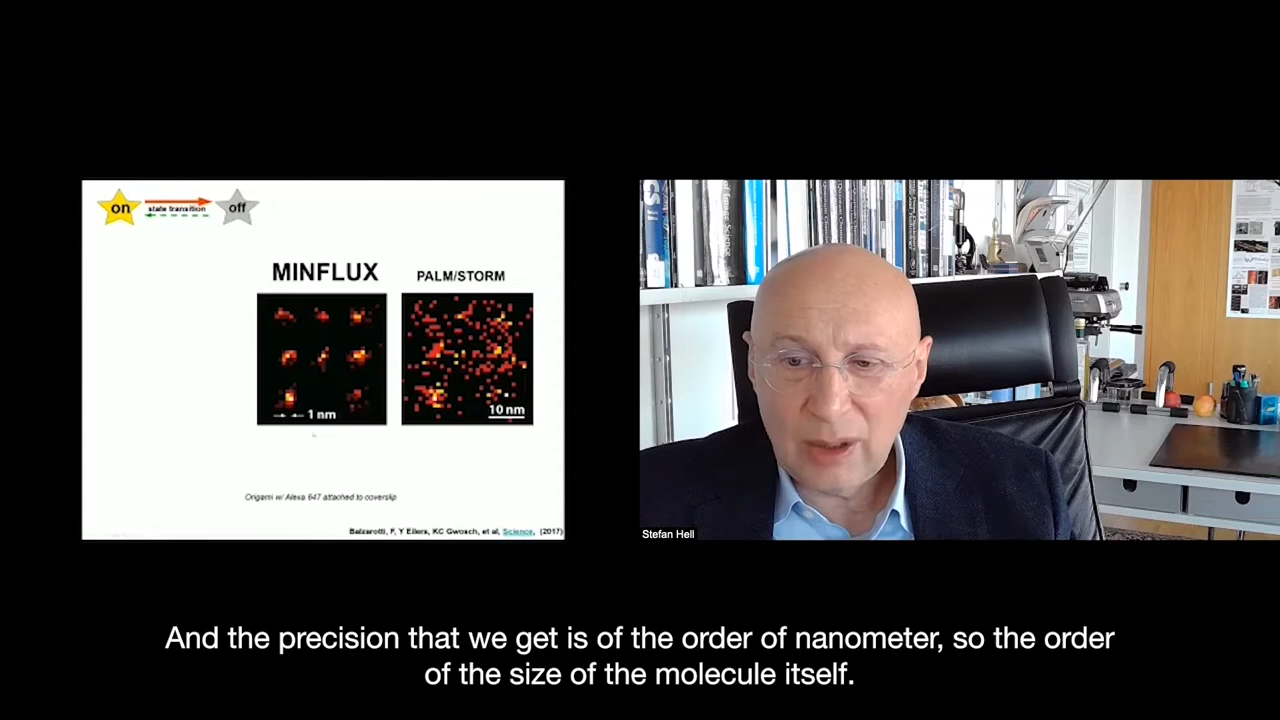 on
state transition
off
MINFLUX
PALM/STORM
1 nm
10 nm
Origami w/ Alexa 647 attached to coverslip
Balzarotti, F, Y Eilers, KC Gwosch, et al, Science, (2017)
Stefan Hell
And the precision that we get is of the order of nanometer, so the order
of the size of the molecule itself.